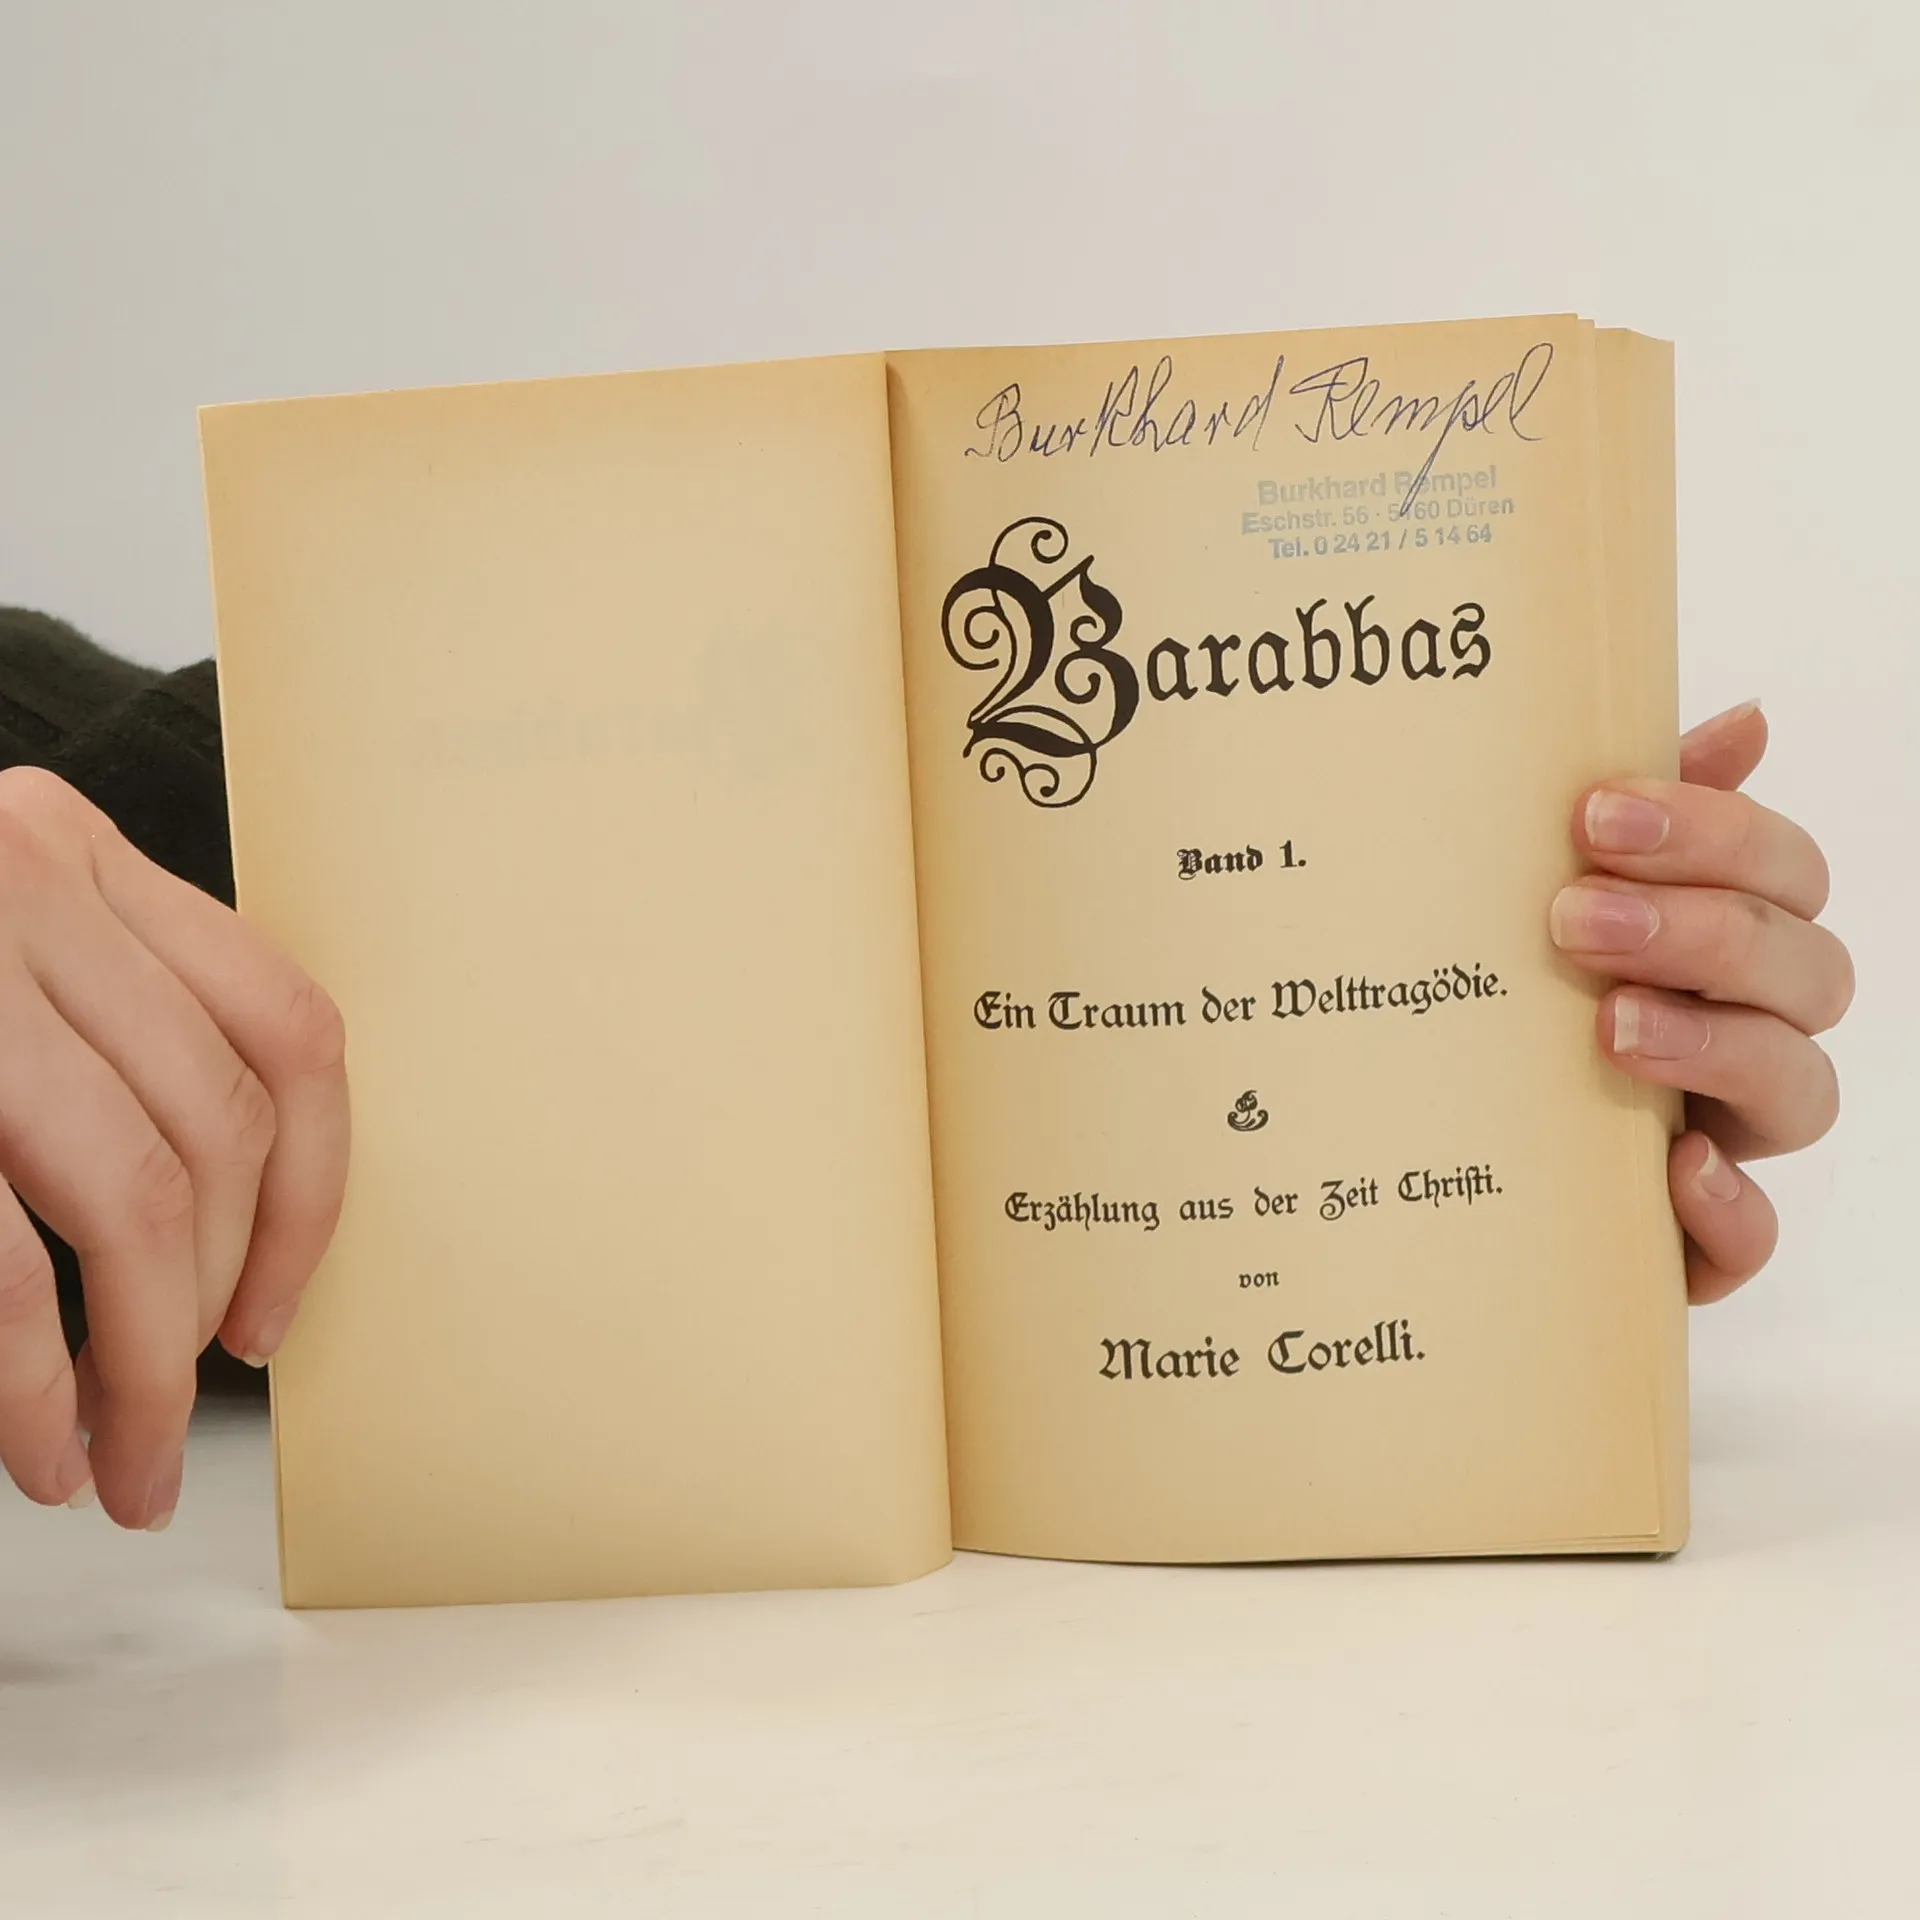 Burkhard Rempel
Burkhard Rempel
Eschstr. 56 · 5160 Düren
Tel. 0 24 21 / 5 14 64
Barabbas
Band 1.
Ein Traum der Welttragödie.
Erzählung aus der Zeit Chriſti.
von
Marie Corelli.